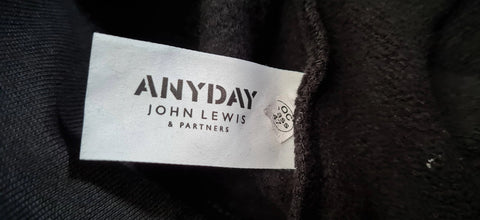 ANYDAY
JOHN LEWIS
& PARTNERS